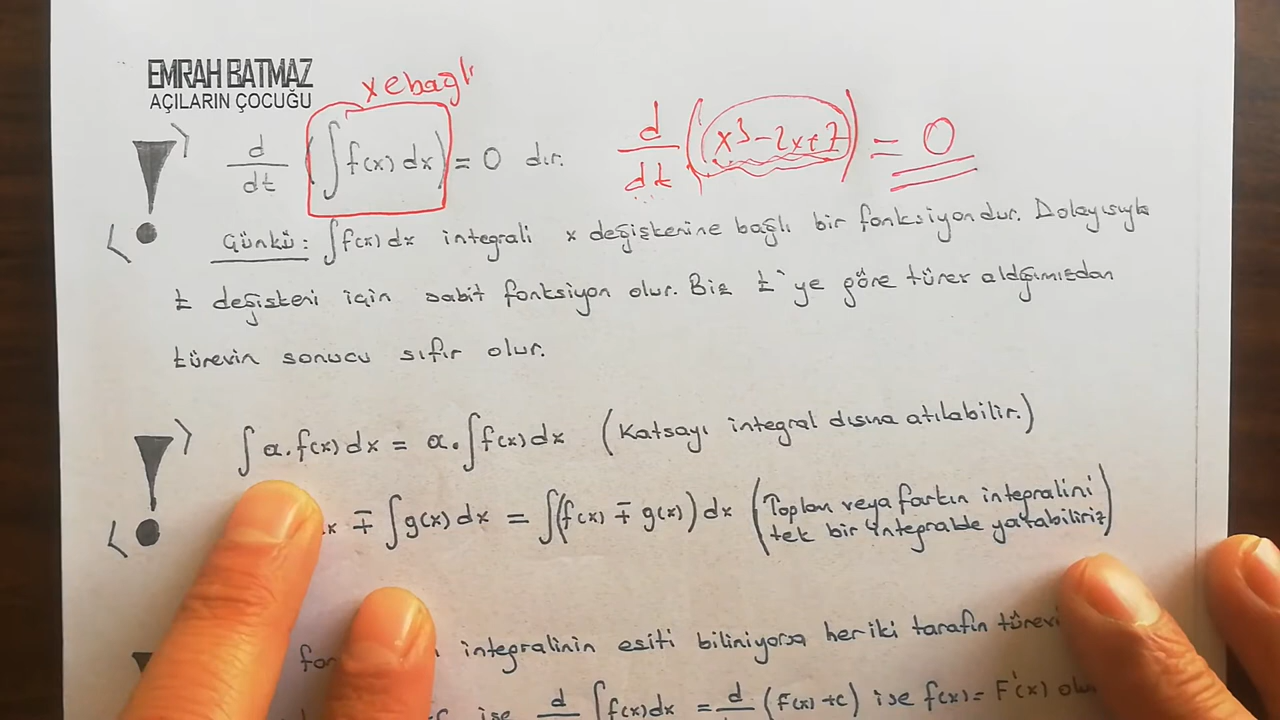 EMRAH BATMAZ
AÇILARIN ÇOCUĞU
x e bağlı
d/dt (∫f(x) dx) = 0 dır.
d/dt (x³-2x+7) = 0
Çünkü: ∫f(x) dx integrali x değişkenine bağlı bir fonksiyondur. Dolayısıyla
t değişkeni için sabit fonksiyon olur. Biz t'ye göre türev aldığımızdan
türevin sonucu sıfır olur.
∫a.f(x) dx = a.∫f(x) dx (Katsayı integral dışına atılabilir.)
x ∓ ∫g(x) dx = ∫(f(x) ∓ g(x)) dx (Toplam veya farkın integralini
tek bir integralde yazabiliriz)
integralinin eşiti biliniyorsa her iki tarafın türevi
ise d ∫f(x)dx = d (F(x)+c) ise f(x) = F'(x) olu